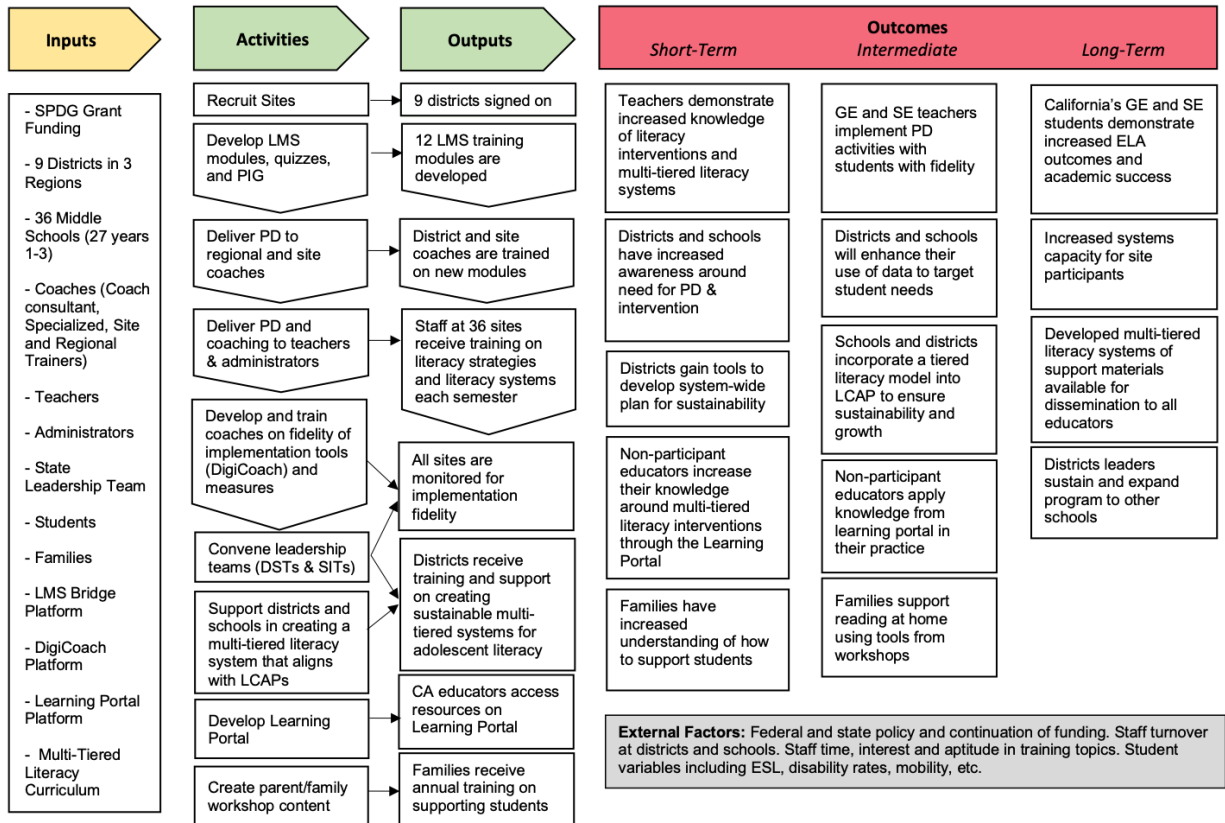 Inputs
- SPDG Grant
Funding
- 9 Districts in 3
Regions
- 36 Middle
Schools (27 years
1-3)
- Coaches (Coach
consultant,
Specialized, Site
and Regional
Trainers)
- Teachers
- Administrators
- State
Leadership Team
- Students
- Families
- LMS Bridge
Platform
- DigiCoach
Platform
- Learning Portal
Platform
- Multi-Tiered
Literacy
Curriculum
Activities
Recruit Sites
Develop LMS
modules, quizzes,
and PIG
Deliver PD to
regional and site
coaches
Deliver PD and
coaching to teachers
& administrators
Develop and train
coaches on fidelity of
implementation tools
(DigiCoach) and
measures
Convene leadership
teams (DSTs & SITs)
Support districts and
schools in creating a
multi-tiered literacy
system that aligns
with LCAPs
Develop Learning
Portal
Create parent/family
workshop content
Outputs
9 districts signed on
12 LMS training
modules are
developed
District and site
coaches are trained
on new modules
Staff at 36 sites
receive training on
literacy strategies
and literacy systems
each semester
All sites are
monitored for
implementation
fidelity
Districts receive
training and support
on creating
sustainable multi-
tiered systems for
adolescent literacy
CA educators access
resources on
Learning Portal
Families receive
annual training on
supporting students
Outcomes
Short-Term
Teachers demonstrate
increased knowledge
of literacy
interventions and
multi-tiered literacy
systems
Districts and schools
have increased
awareness around
need for PD &
intervention
Districts gain tools to
develop system-wide
plan for sustainability
Non-participant
educators increase
their knowledge
around multi-tiered
literacy interventions
through the Learning
Portal
Families have
increased
understanding of how
to support students
Intermediate
GE and SE teachers
implement PD
activities with
students with fidelity
Districts and schools
will enhance their
use of data to target
student needs
Schools and districts
incorporate a tiered
literacy model into
LCAP to ensure
sustainability and
growth
Non-participant
educators apply
knowledge from
learning portal in
their practice
Families support
reading at home
using tools from
workshops
Long-Term
California's GE and SE
students demonstrate
increased ELA
outcomes and
academic success
Increased systems
capacity for site
participants
Developed multi-tiered
literacy systems of
support materials
available for
dissemination to all
educators
Districts leaders
sustain and expand
program to other
schools
External Factors: Federal and state policy and continuation of funding. Staff turnover
at districts and schools. Staff time, interest and aptitude in training topics. Student
variables including ESL, disability rates, mobility, etc.